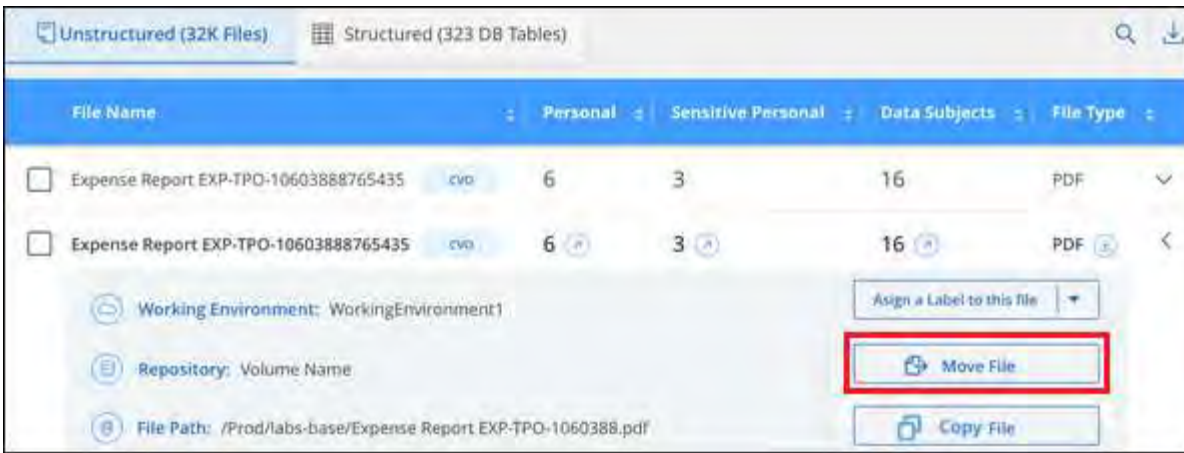 Unstructured (32K Files) Structured (323 DB Tables)
File Name Personal Sensitive Personal Data Subjects File Type
Expense Report EXP-TPO-10603888765435 CVO 6 3 16 PDF
Expense Report EXP-TPO-10603888765435 CVO 6 3 16 PDF
Working Environment: WorkingEnvironment1 Asign a Label to this file
Repository: Volume Name Move File
File Path: /Prod/labs-base/Expense Report EXP-TPO-1060388.pdf Copy File